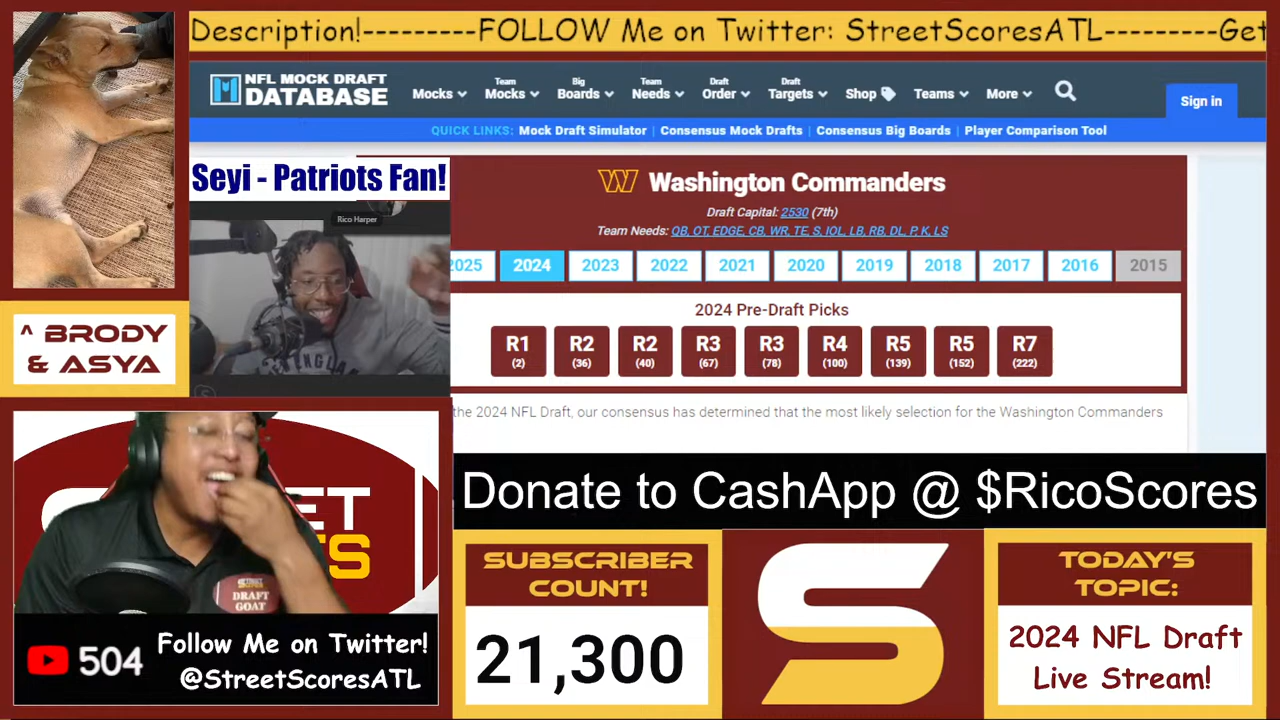 Description!---------FOLLOW Me on Twitter: StreetScoresATL---------Get
NFL MOCK DRAFT
DATABASE
Mocks
Team
Mocks
Big
Boards
Team
Needs
Draft
Order
Draft
Targets
Shop
Teams
More
Sign in
QUICK LINKS: Mock Draft Simulator | Consensus Mock Drafts | Consensus Big Boards | Player Comparison Tool
Seyi - Patriots Fan!
Rico Harper
W Washington Commanders
Draft Capital: 2530 (7th)
Team Needs: QB, OT, EDGE, CB, WR, TE, S, IOL, LB, RB, DL, P, K, LS
2025 2024 2023 2022 2021 2020 2019 2018 2017 2016 2015
2024 Pre-Draft Picks
R1 R2 R2 R3 R3 R4 R5 R5 R7
(2) (36) (40) (67) (78) (100) (139) (152) (222)
the 2024 NFL Draft, our consensus has determined that the most likely selection for the Washington Commanders
^ BRODY
& ASYA
DRAFT
GOAT
504
Follow Me on Twitter!
@StreetScoresATL
Donate to CashApp @ $RicoScores
SUBSCRIBER
COUNT!
21,300
S
TODAY'S
TOPIC:
2024 NFL Draft
Live Stream!